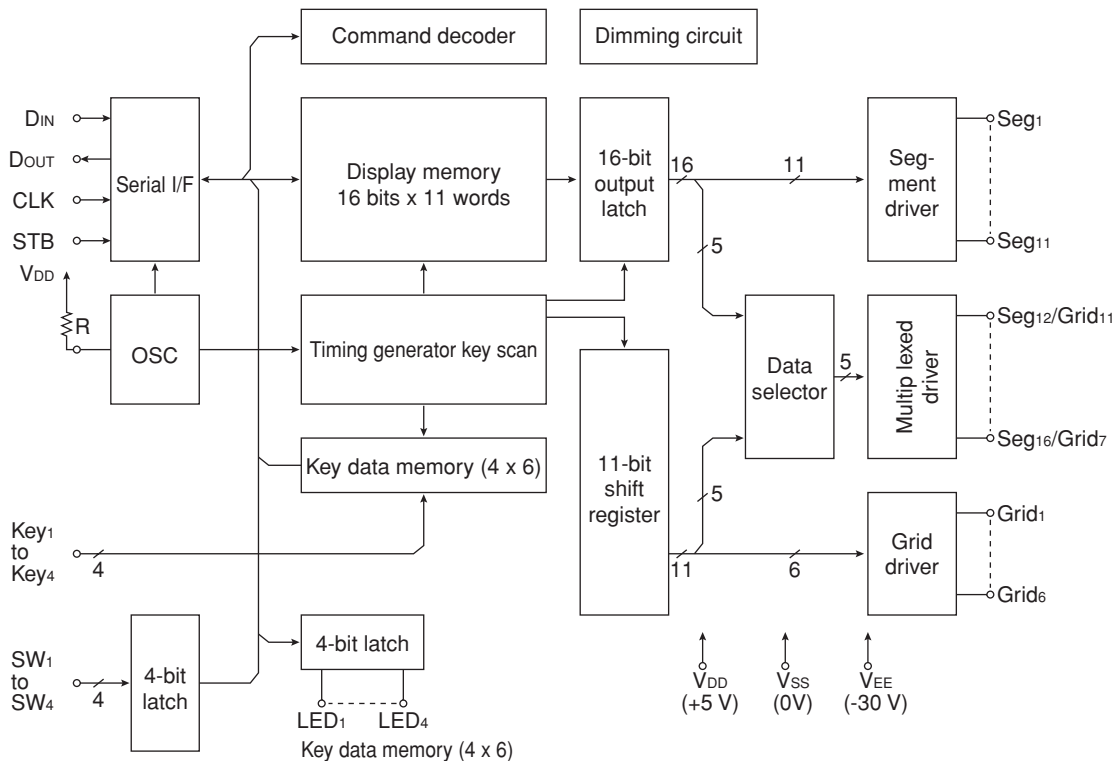 Command decoder
Dimming circuit
DIN
DOUT
CLK
STB
Serial I/F
Display memory
16 bits x 11 words
16-bit
output
latch
16
11
Seg-
ment
driver
Seg1
Seg11
5
VDD
R
OSC
Timing generator key scan
Data
selector
5
Multip lexed
driver
Seg12/Grid11
Seg16/Grid7
Key data memory (4 x 6)
11-bit
shift
register
5
11
6
Grid
driver
Grid1
Grid6
Key1
to
Key4
4
SW1
to
SW4
4
4-bit
latch
4-bit latch
LED1
LED4
Key data memory (4 x 6)
VDD
(+5 V)
VSS
(0V)
VEE
(-30 V)